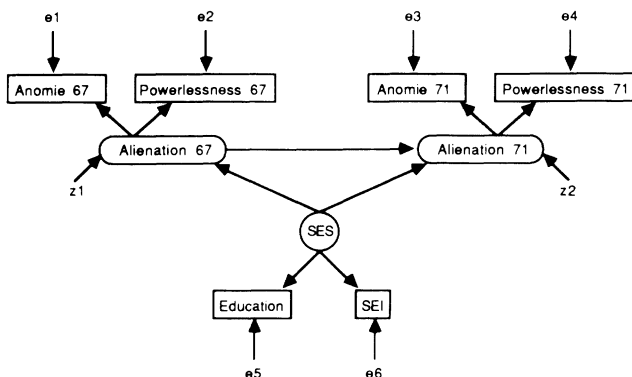 e1
e2
e3
e4
Anomie 67
Powerlessness 67
Anomie 71
Powerlessness 71
Alienation 67
Alienation 71
z1
z2
SES
Education
SEI
e5
e6